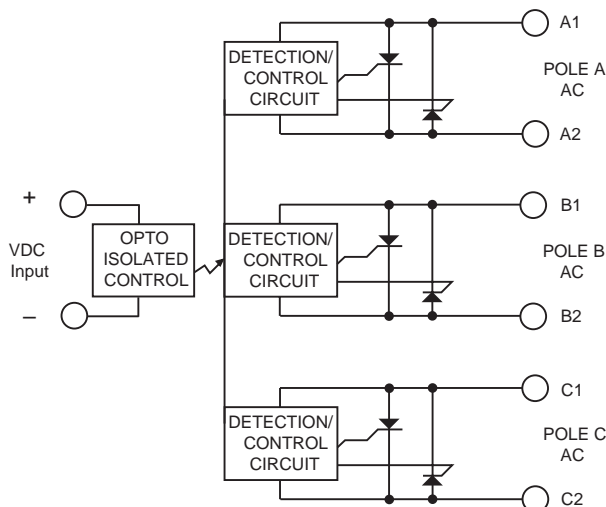 A1
DETECTION/
CONTROL
CIRCUIT
POLE A
AC
A2
+
VDC
Input
–
OPTO
ISOLATED
CONTROL
B1
DETECTION/
CONTROL
CIRCUIT
POLE B
AC
B2
C1
DETECTION/
CONTROL
CIRCUIT
POLE C
AC
C2